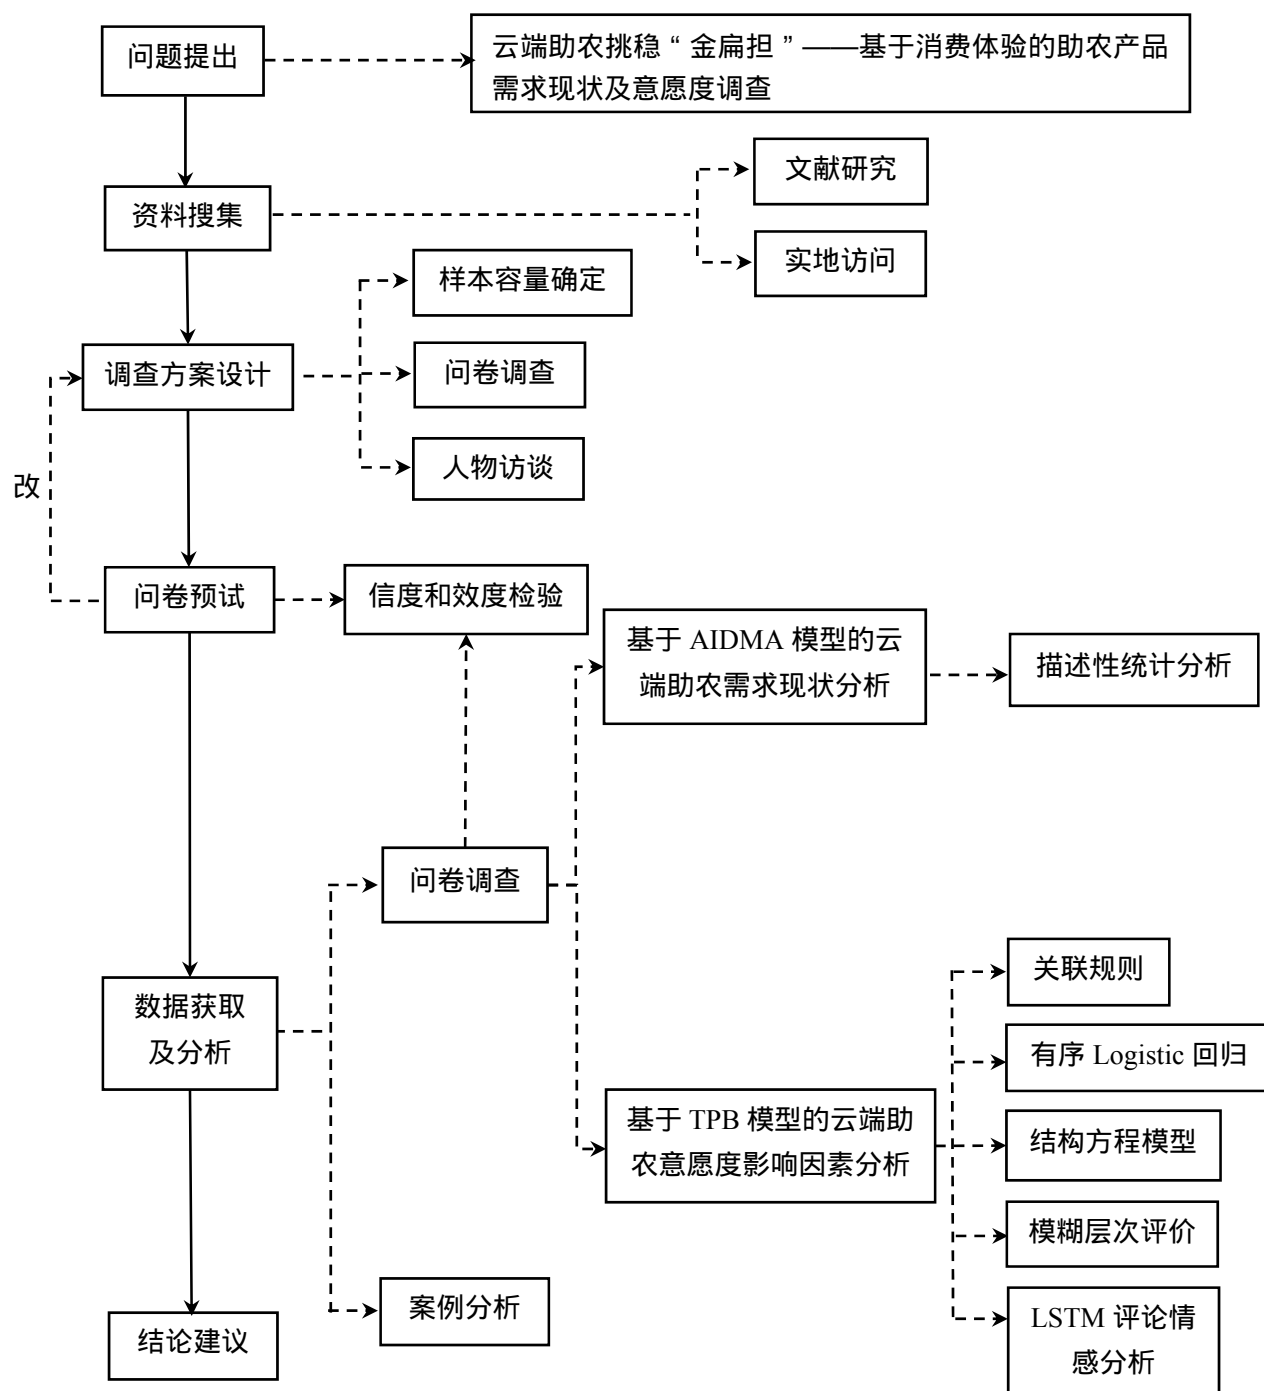 问题提出
云端助农挑稳“金扁担”——基于消费体验的助农产品
需求现状及意愿度调查
文献研究
资料搜集
实地访问
样本容量确定
调查方案设计
问卷调查
人物访谈
改
问卷预试
信度和效度检验
基于 AIDMA 模型的云
端助农需求现状分析
描述性统计分析
问卷调查
数据获取
及分析
关联规则
有序 Logistic 回归
基于 TPB 模型的云端助
农意愿度影响因素分析
结构方程模型
模糊层次评价
案例分析
LSTM 评论情
感分析
结论建议